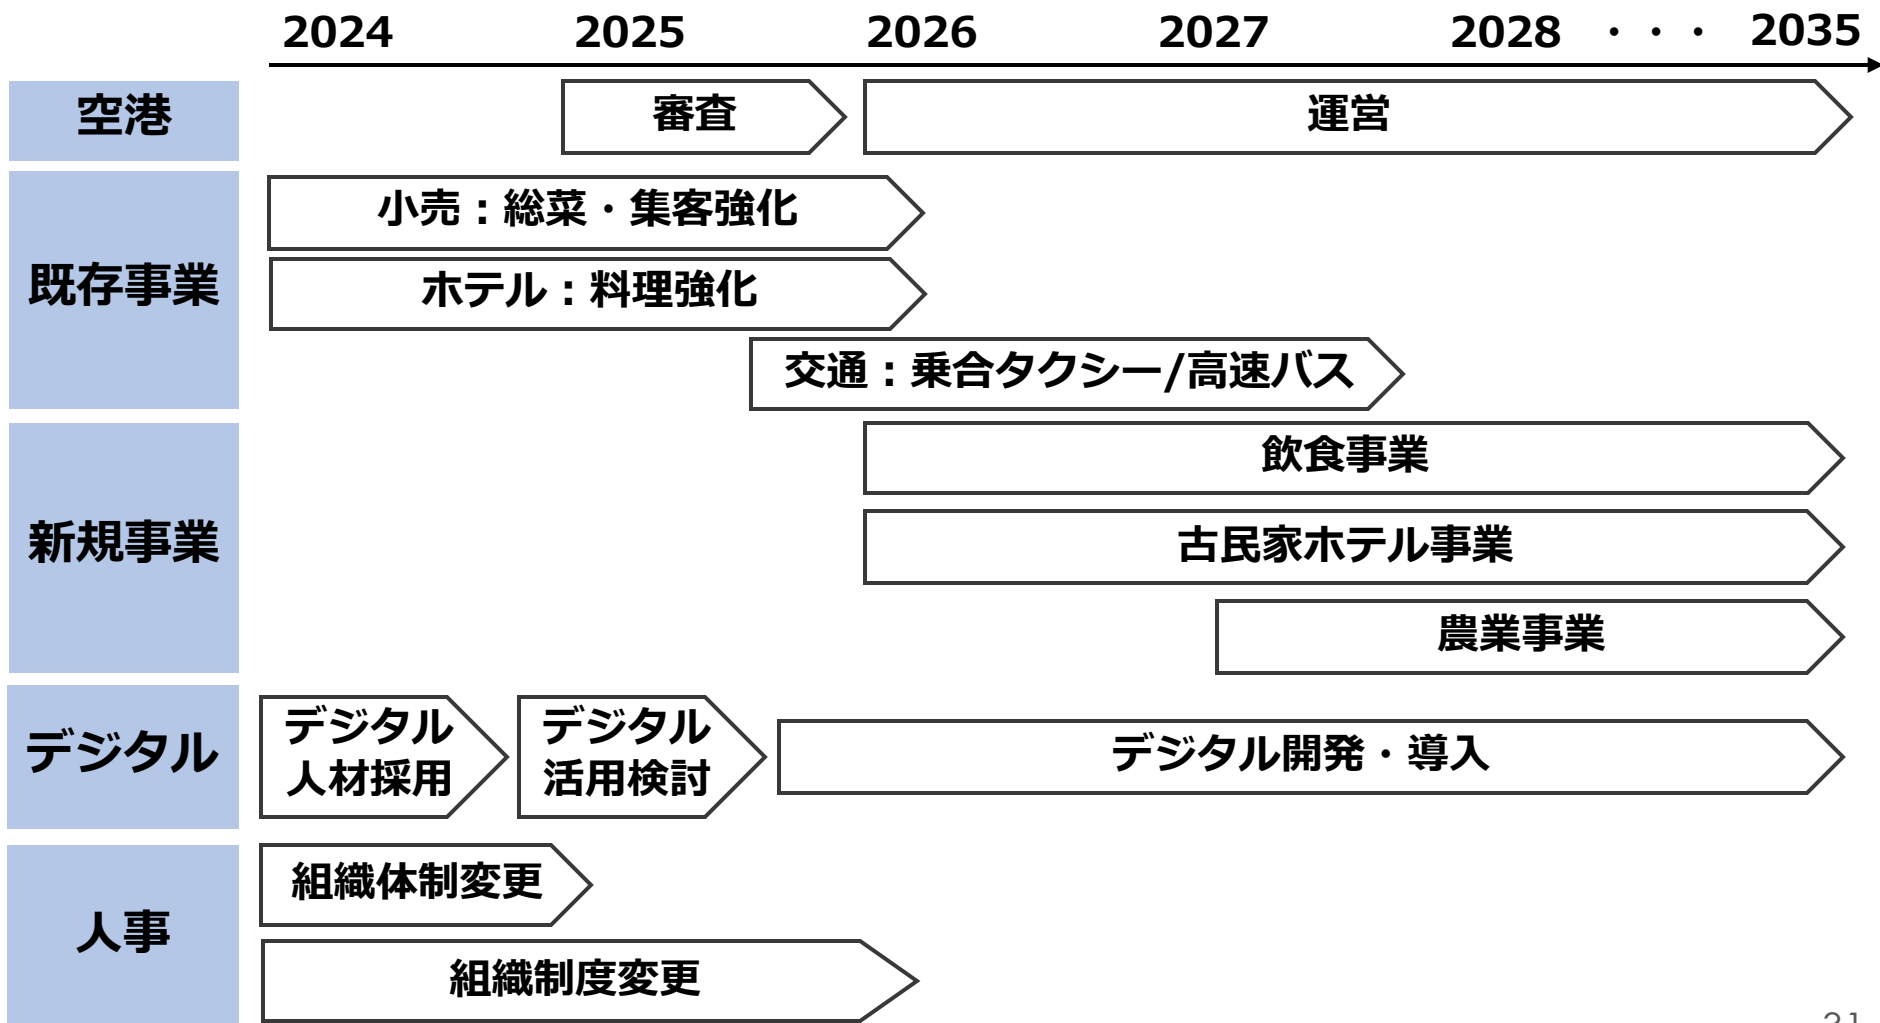 2024 2025 2026 2027 2028 ・・・ 2035
空港
審査
運営
既存事業
小売：総菜・集客強化
ホテル：料理強化
交通：乗合タクシー/高速バス
新規事業
飲食事業
古民家ホテル事業
農業事業
デジタル
デジタル
人材採用
デジタル
活用検討
デジタル開発・導入
人事
組織体制変更
組織制度変更